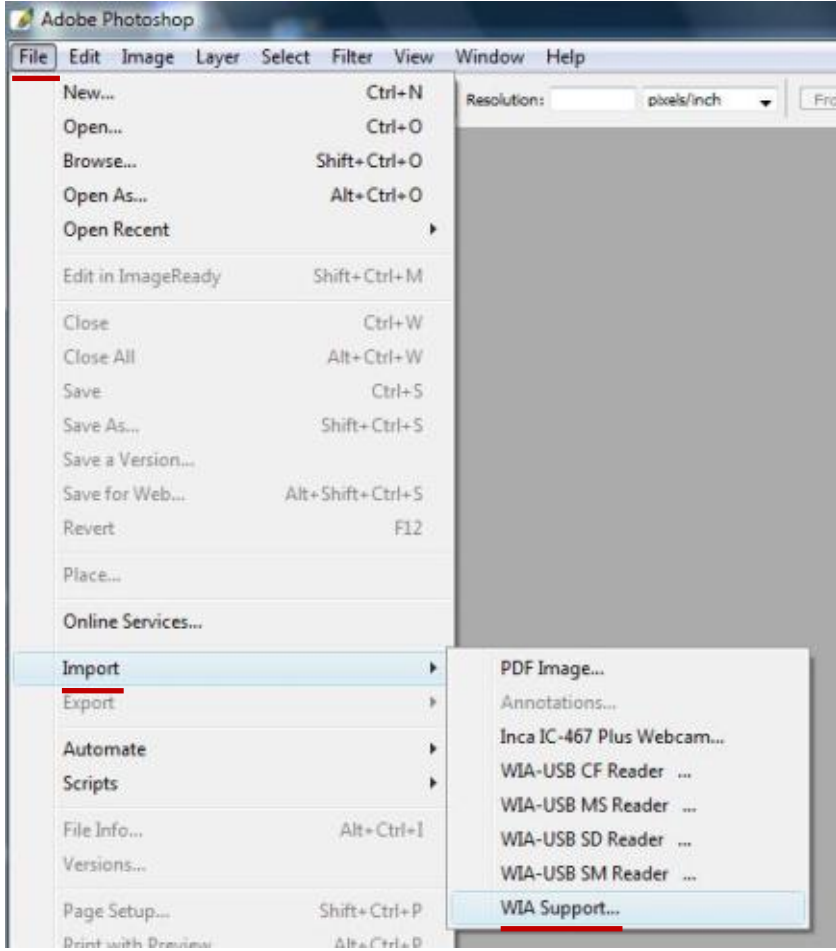 Adobe Photoshop
File Edit Image Layer Select Filter View Window Help
Resolution: pixels/inch
New... Ctrl+N
Open... Ctrl+O
Browse... Shift+Ctrl+O
Open As... Alt+Ctrl+O
Open Recent
Edit in ImageReady Shift+Ctrl+M
Close Ctrl+W
Close All Alt+Ctrl+W
Save Ctrl+S
Save As... Shift+Ctrl+S
Save a Version...
Save for Web... Alt+Shift+Ctrl+S
Revert F12
Place...
Online Services...
Import
Export
Automate
Scripts
File Info... Alt+Ctrl+I
Versions...
Page Setup... Shift+Ctrl+P
Print with Preview Alt+Ctrl+P
PDF Image...
Annotations...
Inca IC-467 Plus Webcam...
WIA-USB CF Reader ...
WIA-USB MS Reader ...
WIA-USB SD Reader ...
WIA-USB SM Reader ...
WIA Support...